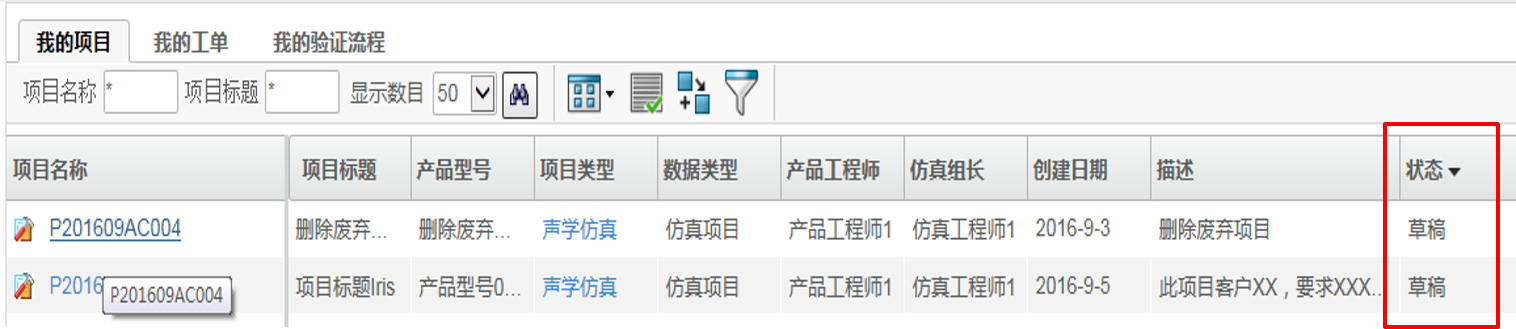 我的项目 我的工单 我的验证流程
项目名称 * 项目标题 * 显示数目 50
项目名称 项目标题 产品型号 项目类型 数据类型 产品工程师 仿真组长 创建日期 描述 状态
P201609AC004 删除废弃... 删除废弃... 声学仿真 仿真项目 产品工程师1 仿真工程师1 2016-9-3 删除废弃项目 草稿
P2016 项目标题Iris 产品型号0... 声学仿真 仿真项目 产品工程师1 仿真工程师1 2016-9-5 此项目客户XX，要求XXX... 草稿
P201609AC004